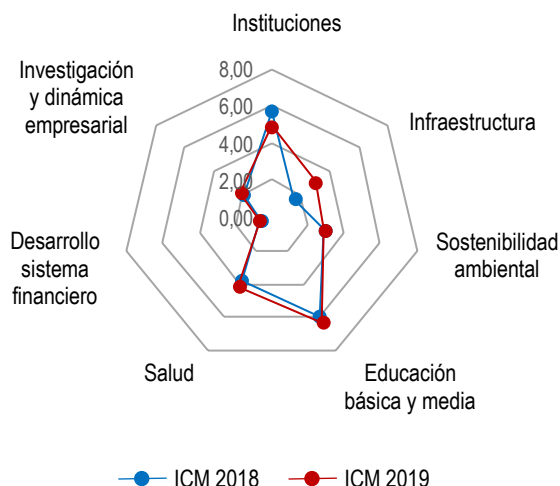 Instituciones
Investigación
y dinámica
empresarial
8,00
6,00
4,00
2,00
0,00
Infraestructura
Desarrollo
sistema
financiero
Sostenibilidad
ambiental
Salud
Educación
básica y media
ICM 2018
ICM 2019